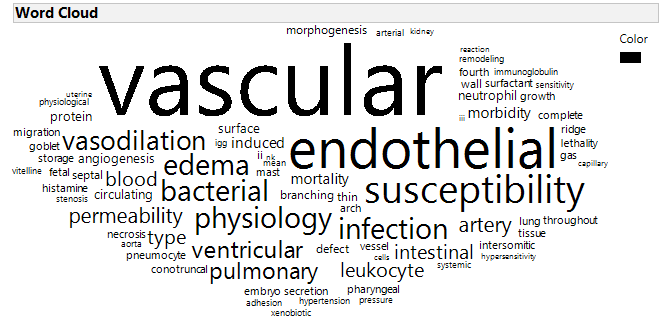 Word Cloud
morphogenesis arterial kidney
Color
vascular
reaction
remodeling
fourth immunoglobulin
wall surfactant sensitivity
neutrophil growth
uterine
physiological
protein
iii morbidity complete
migration vasodilation surface
goblet igg induced
endothelial
ridge
lethality
gas capillary
storage angiogenesis edema ii nk
mean
mast
vitelline fetal septal blood bacterial mortality
susceptibility
histamine circulating branching thin
stenosis
arch
permeability physiology infection artery lung throughout
tissue
necrosis type
aorta
ventricular defect vessel intestinal intersomitic
pneumocyte cells hypersensitivity
conotruncal pulmonary leukocyte systemic
embryo secretion pharyngeal
adhesion hypertension pressure
xenobiotic